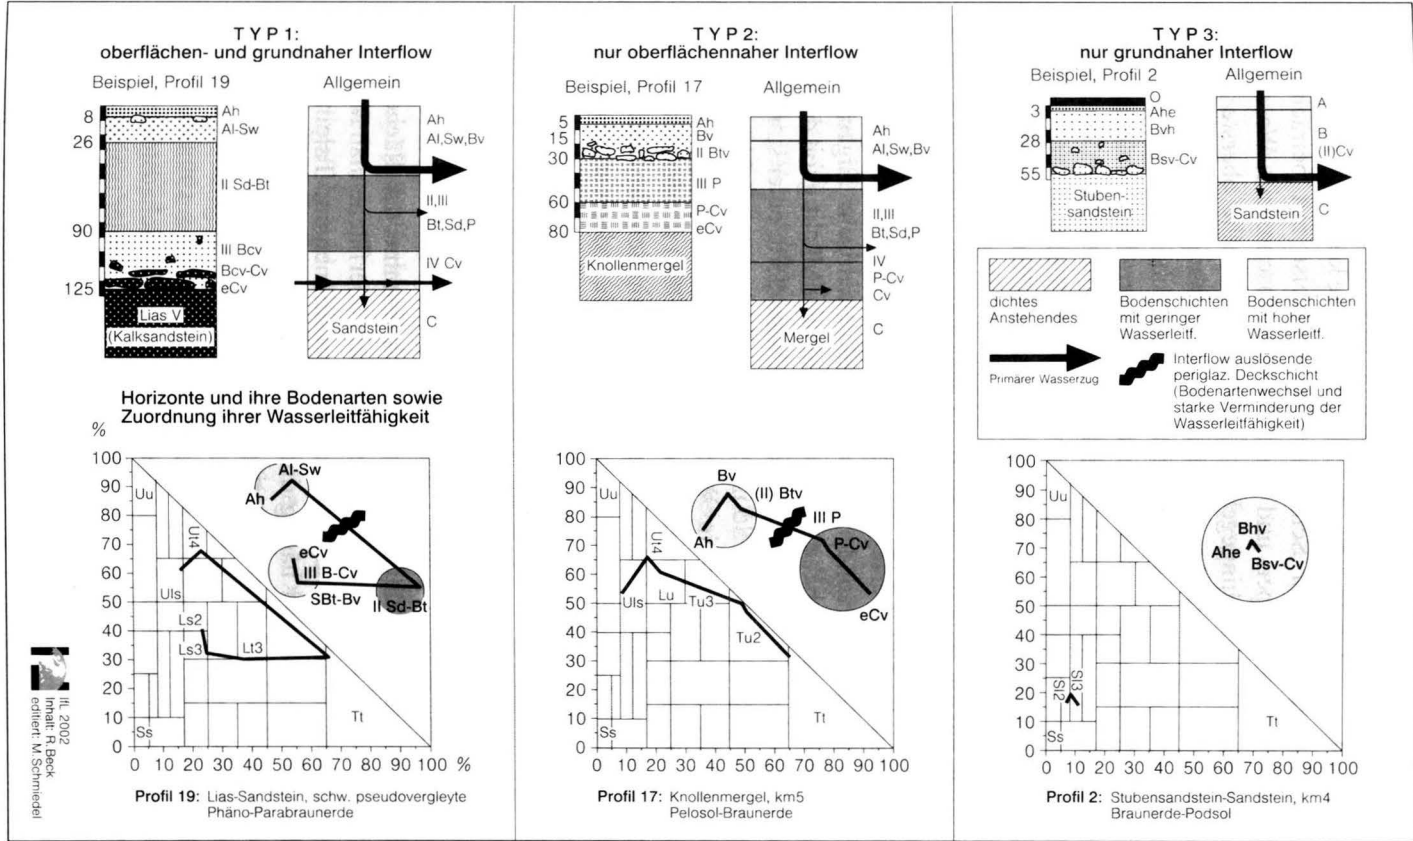 T Y P 1:
oberflächen- und grundnaher Interflow
Beispiel, Profil 19
Allgemein
8
26
90
125
Ah
Al-Sw
II Sd-Bt
III Bcv
Bcv-Cv
eCv
Lias V
(Kalksandstein)
Ah
Al,Sw,Bv
II,III
Bt,Sd,P
IV Cv
C
Sandstein
T Y P 2:
nur oberflächennaher Interflow
Beispiel, Profil 17
Allgemein
5
15
30
60
80
Ah
Bv
II Btv
III P
P-Cv
eCv
Knollenmergel
Ah
Al,Sw,Bv
II,III
Bt,Sd,P
IV
P-Cv
Cv
C
Mergel
T Y P 3:
nur grundnaher Interflow
Beispiel, Profil 2
Allgemein
3
28
55
O
Ahe
Bvh
Bsv-Cv
Stuben-
sandstein
A
B
(II)Cv
C
Sandstein
dichtes
Anstehendes
Bodenschichten
mit geringer
Wasserleitf.
Bodenschichten
mit hoher
Wasserleitf.
Primärer Wasserzug
Interflow auslösende
periglaz. Deckschicht
(Bodenartenwechsel und
starke Verminderung der
Wasserleitfähigkeit)
Horizonte und ihre Bodenarten sowie
Zuordnung ihrer Wasserleitfähigkeit
%
100
90
80
70
60
50
40
30
20
10
0
Uu
Ut4
Uls
Ls2
Ls3
Lt3
Ss
Tt
Al-Sw
Ah
eCv
III B-Cv
SBt-Bv
II Sd-Bt
0 10 20 30 40 50 60 70 80 90 100 %
Profil 19: Lias-Sandstein, schw. pseudovergleyte
Phäno-Parabraunerde
100
90
80
70
60
50
40
30
20
10
0
Uu
Ut4
Uls
Lu
Tu3
Tu2
Ss
Tt
Bv
(II) Btv
III P
Ah
P-Cv
eCv
0 10 20 30 40 50 60 70 80 90 100
Profil 17: Knollenmergel, km5
Pelosol-Braunerde
100
90
80
70
60
50
40
30
20
10
0
Uu
Sl2
Sl3
Ss
Tt
Bhv
Ahe
Bsv-Cv
0 10 20 30 40 50 60 70 80 90 100
Profil 2: Stubensandstein-Sandstein, km4
Braunerde-Podsol
IfL 2002
Inhalt: R.Beck
editiert: M.Schmiedel